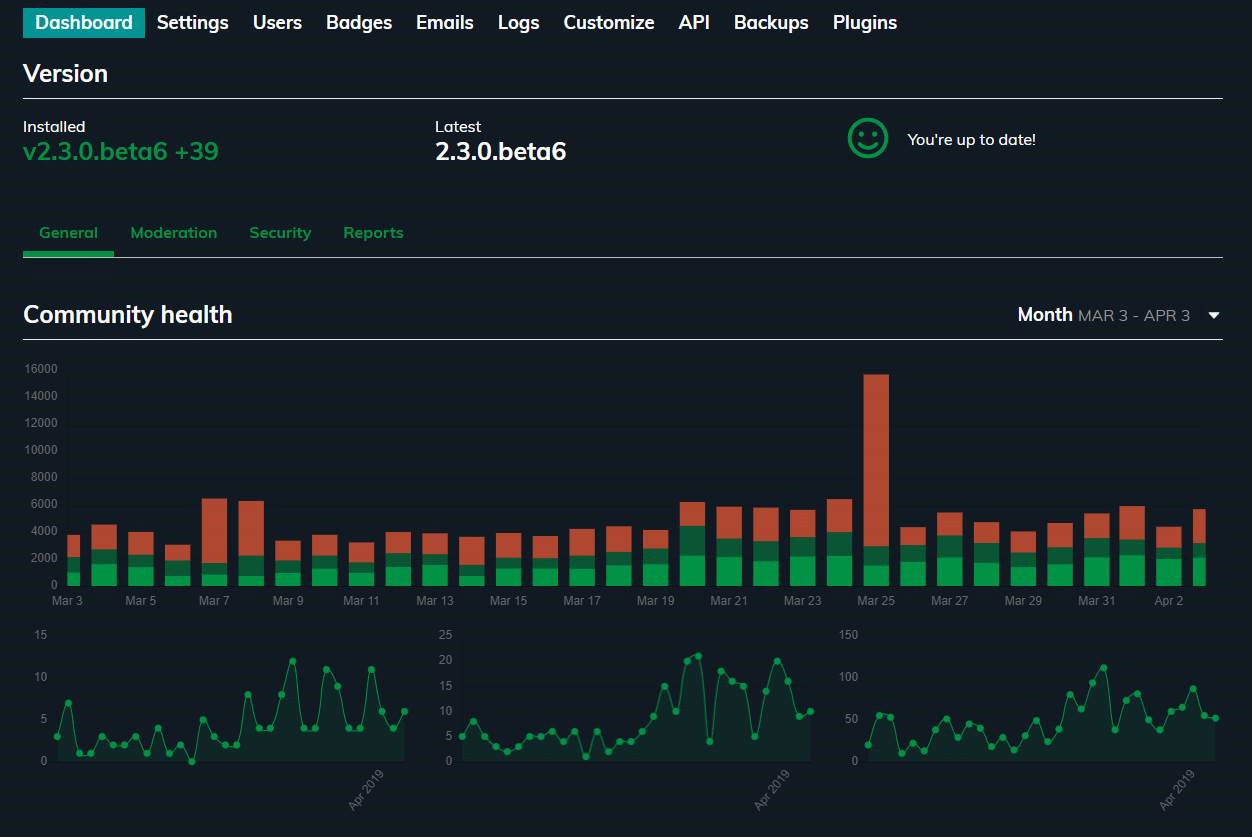 Dashboard Settings Users Badges Emails Logs Customize API Backups Plugins
Version
Installed
v2.3.0.beta6 +39
Latest
2.3.0.beta6
You're up to date!
General Moderation Security Reports
Community health
Month MAR 3 - APR 3
16000
14000
12000
10000
8000
6000
4000
2000
0
Mar 3 Mar 5 Mar 7 Mar 9 Mar 11 Mar 13 Mar 15 Mar 17 Mar 19 Mar 21 Mar 23 Mar 25 Mar 27 Mar 29 Mar 31 Apr 2
15
10
5
0
Apr 2019
25
20
15
10
5
0
Apr 2019
150
100
50
0
Apr 2019